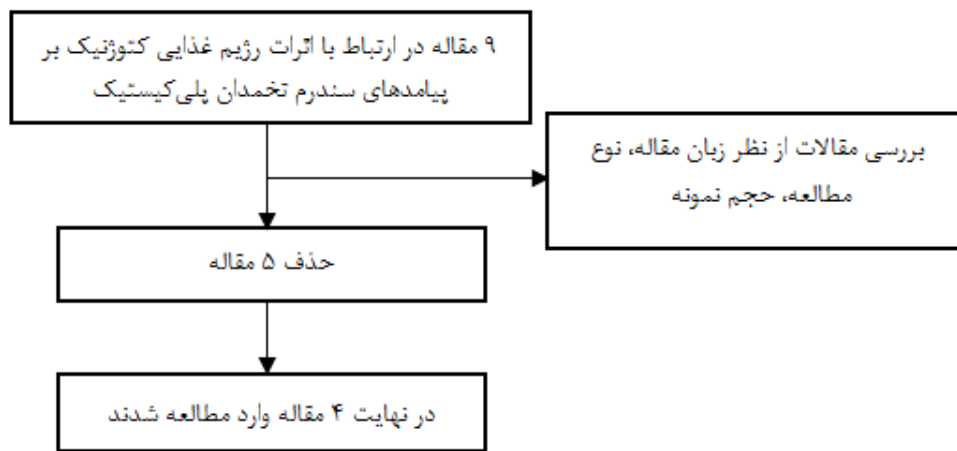 ۹ مقاله در ارتباط با اثرات رژیم غذایی کتوژنیک بر
پیامدهای سندرم تخمدان پلی‌کیستیک
بررسی مقالات از نظر زبان مقاله، نوع
مطالعه، حجم نمونه
حذف ۵ مقاله
در نهایت ۴ مقاله وارد مطالعه شدند